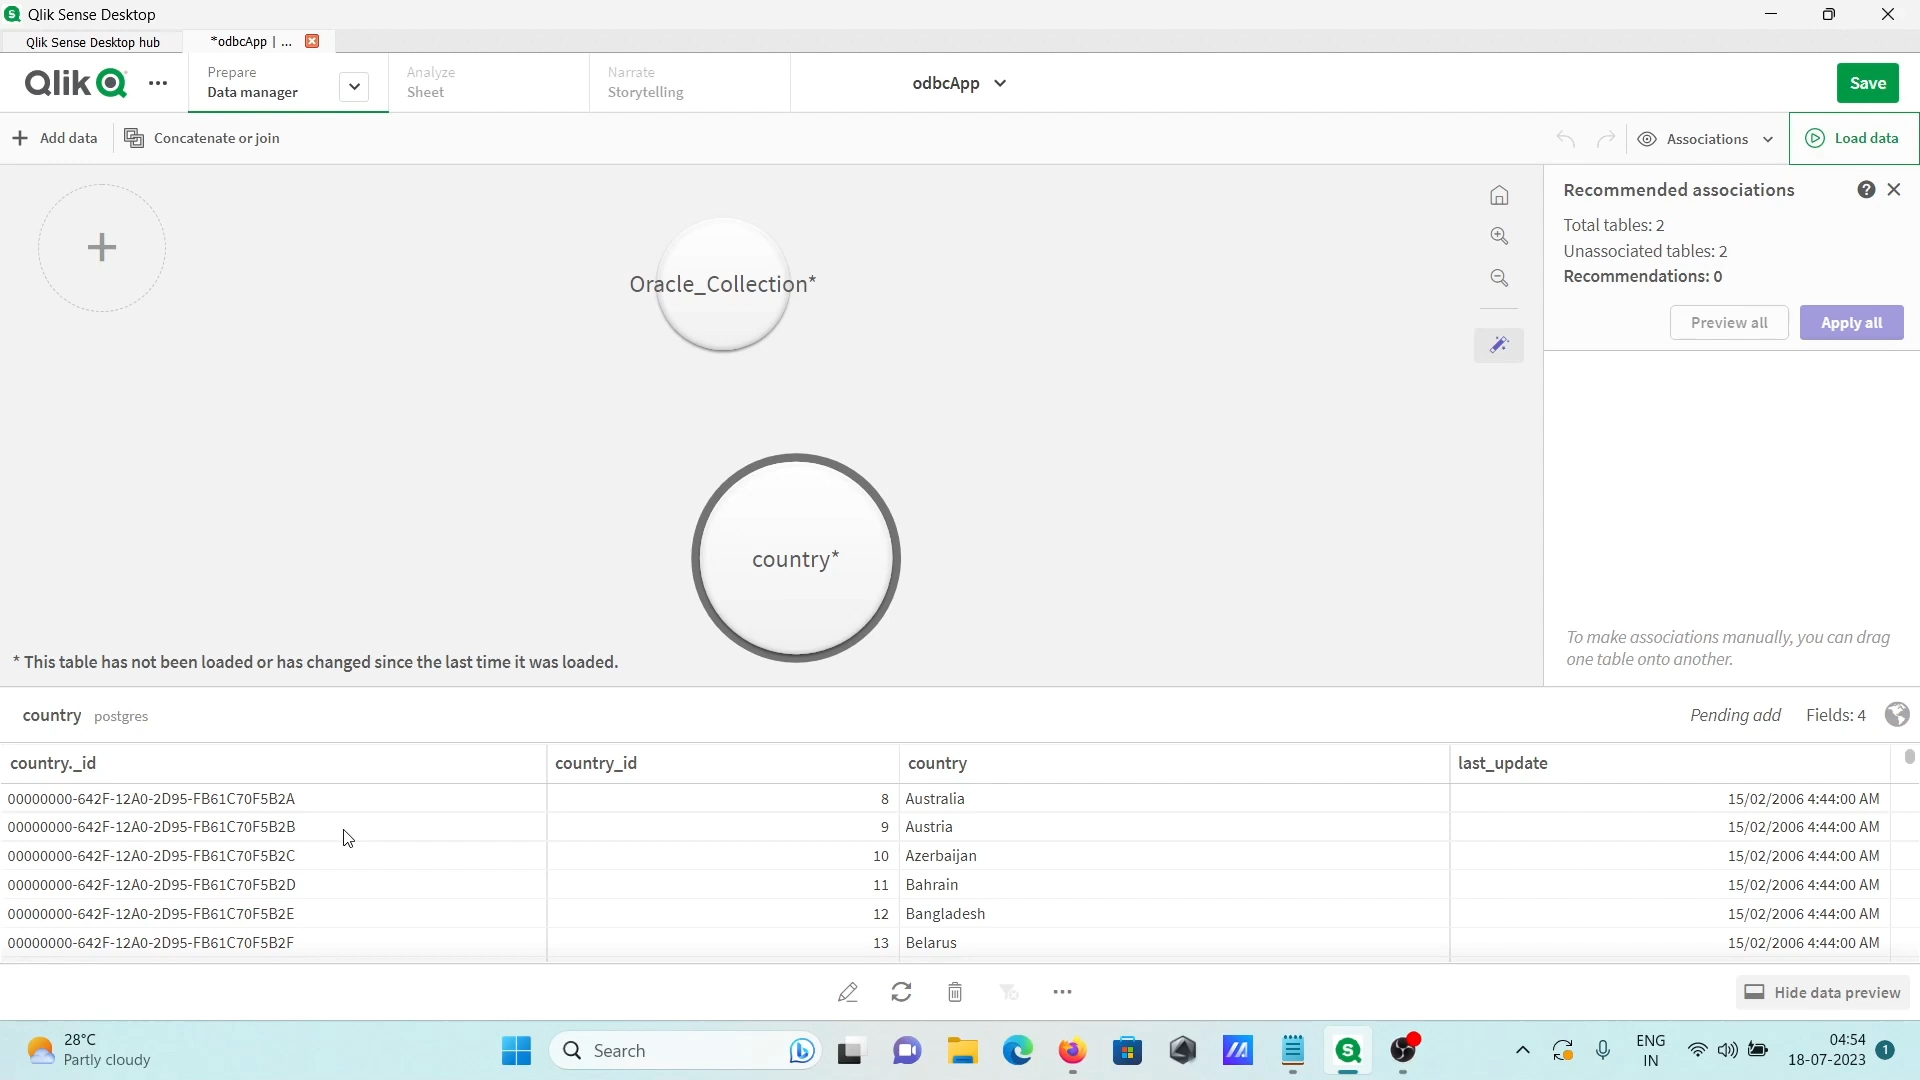 Qlik Sense Desktop
Qlik Sense Desktop hub
*odbcApp | ...
Qlik
Prepare
Data manager
Analyze
Sheet
Narrate
Storytelling
odbcApp
Save
Add data
Concatenate or join
Associations
Load data
Oracle_Collection*
country*
* This table has not been loaded or has changed since the last time it was loaded.
Recommended associations
Total tables: 2
Unassociated tables: 2
Recommendations: 0
Preview all
Apply all
To make associations manually, you can drag
one table onto another.
country postgres
Pending add Fields: 4
country._id country_id country last_update
00000000-642F-12A0-2D95-FB61C70F5B2A 8 Australia 15/02/2006 4:44:00 AM
00000000-642F-12A0-2D95-FB61C70F5B2B 9 Austria 15/02/2006 4:44:00 AM
00000000-642F-12A0-2D95-FB61C70F5B2C 10 Azerbaijan 15/02/2006 4:44:00 AM
00000000-642F-12A0-2D95-FB61C70F5B2D 11 Bahrain 15/02/2006 4:44:00 AM
00000000-642F-12A0-2D95-FB61C70F5B2E 12 Bangladesh 15/02/2006 4:44:00 AM
00000000-642F-12A0-2D95-FB61C70F5B2F 13 Belarus 15/02/2006 4:44:00 AM
Hide data preview
28°C
Partly cloudy
Search
ENG
IN
04:54
18-07-2023
1